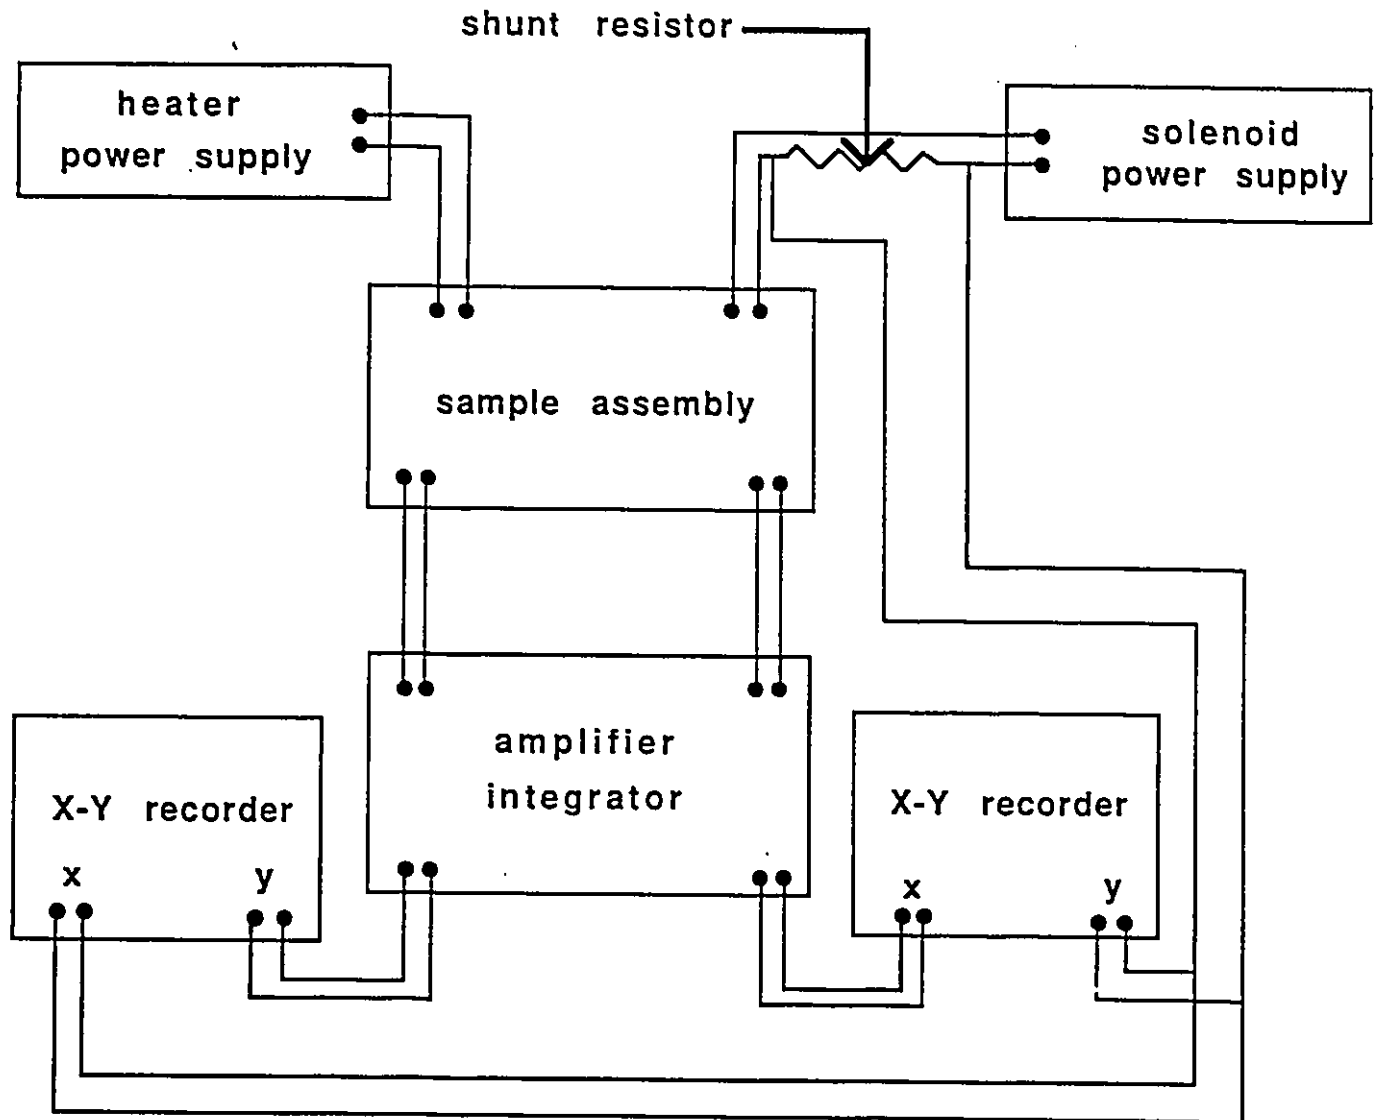 shunt resistor
heater
power supply
solenoid
power supply
sample assembly
amplifier
integrator
X-Y recorder
x y
X-Y recorder
x y